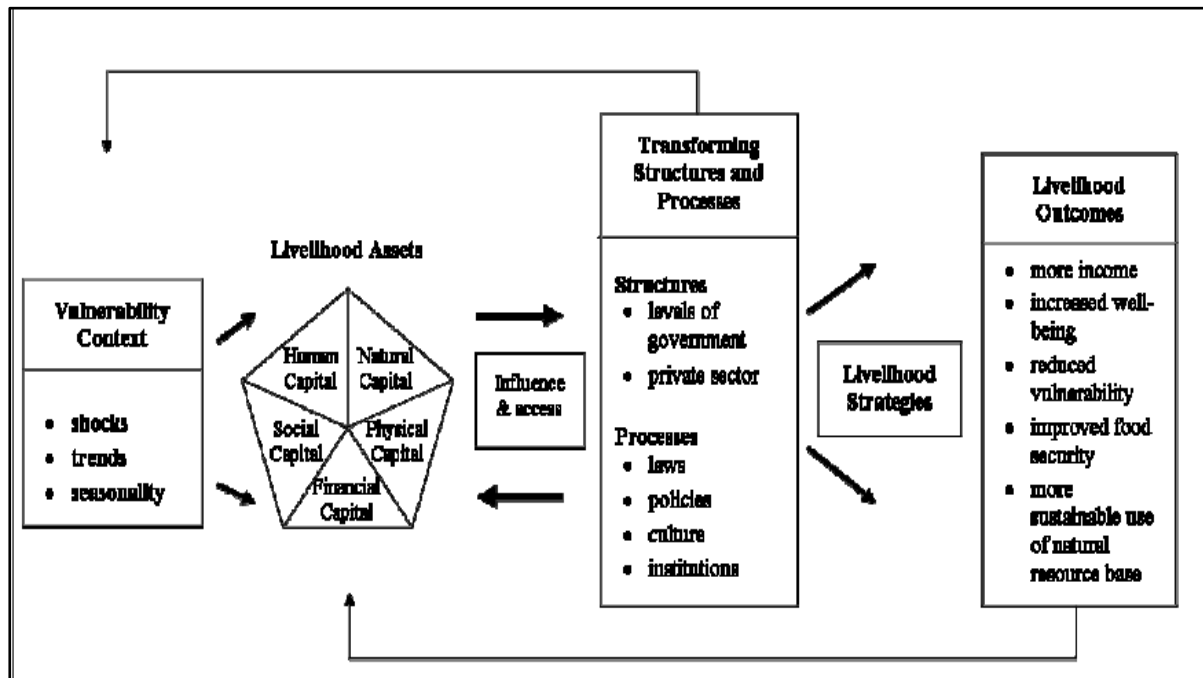 Vulnerability
Context
shocks
trends
seasonality
Livelihood Assets
Human
Capital
Natural
Capital
Social
Capital
Physical
Capital
Financial
Capital
Influence
& access
Transforming
Structures and
Processes
Structures
levels of
government
private sector
Processes
laws
policies
culture
institutions
Livelihood
Strategies
Livelihood
Outcomes
more income
increased well-
being
reduced
vulnerability
improved food
security
more
sustainable use
of natural
resource base